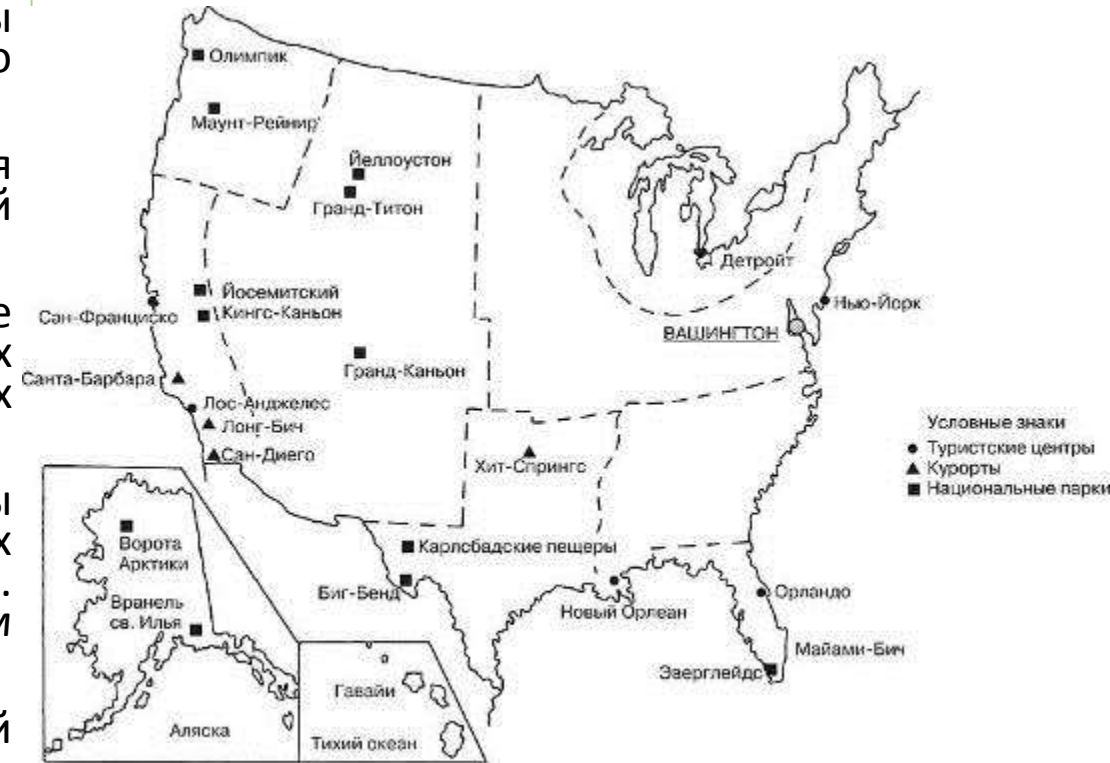 ы
о
я
й
е
х
х
ы
х
.
и
й
Олимпик
Маунт-Рейнир
Йеллоустон
Гранд-Титон
Детройт
Йосемитский
Кингс-Каньон
Сан-Франциско
Нью-Йорк
ВАШИНГТОН
Гранд-Каньон
Санта-Барбара
Лос-Анджелес
Лонг-Бич
Сан-Диего
Хит-Спрингс
Условные знаки
Туристские центры
Курорты
Национальные парки
Карлсбадские пещеры
Биг-Бенд
Новый Орлеан
Орландо
Майами-Бич
Эверглейдс
Ворота
Арктики
Вранель
св. Илья
Аляска
Гавайи
Тихий океан